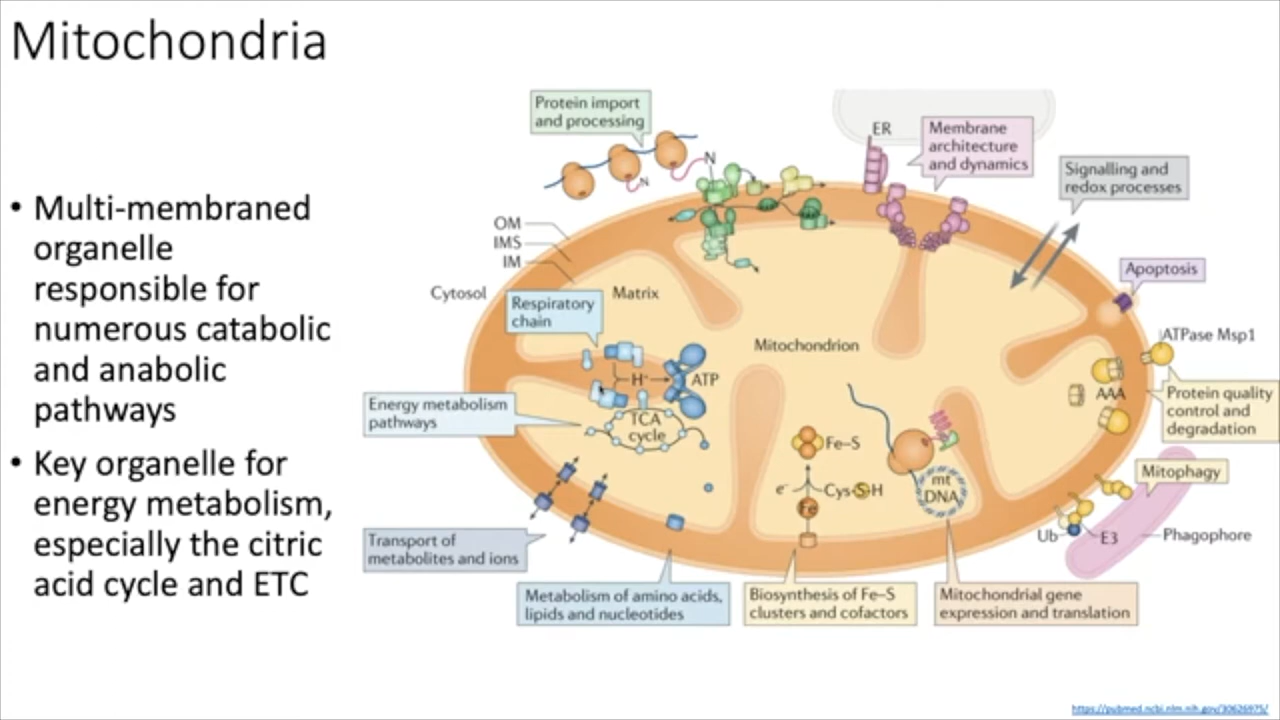 Mitochondria
• Multi-membraned
organelle
responsible for
numerous catabolic
and anabolic
pathways
• Key organelle for
energy metabolism,
especially the citric
acid cycle and ETC
Protein import
and processing
N
N
ER
Membrane
architecture
and dynamics
Signalling and
redox processes
OM
IMS
IM
Cytosol
Matrix
Apoptosis
Respiratory
chain
Mitochondrion
ATPase Msp1
H⁺
ATP
AAA
Protein quality
control and
degradation
Energy metabolism
pathways
TCA
cycle
Fe–S
e⁻
Cys-S-H
Fe
mt
DNA
Mitophagy
Ub
E3
Phagophore
Transport of
metabolites and ions
Metabolism of amino acids,
lipids and nucleotides
Biosynthesis of Fe–S
clusters and cofactors
Mitochondrial gene
expression and translation
https://pubmed.ncbi.nlm.nih.gov/30626975/